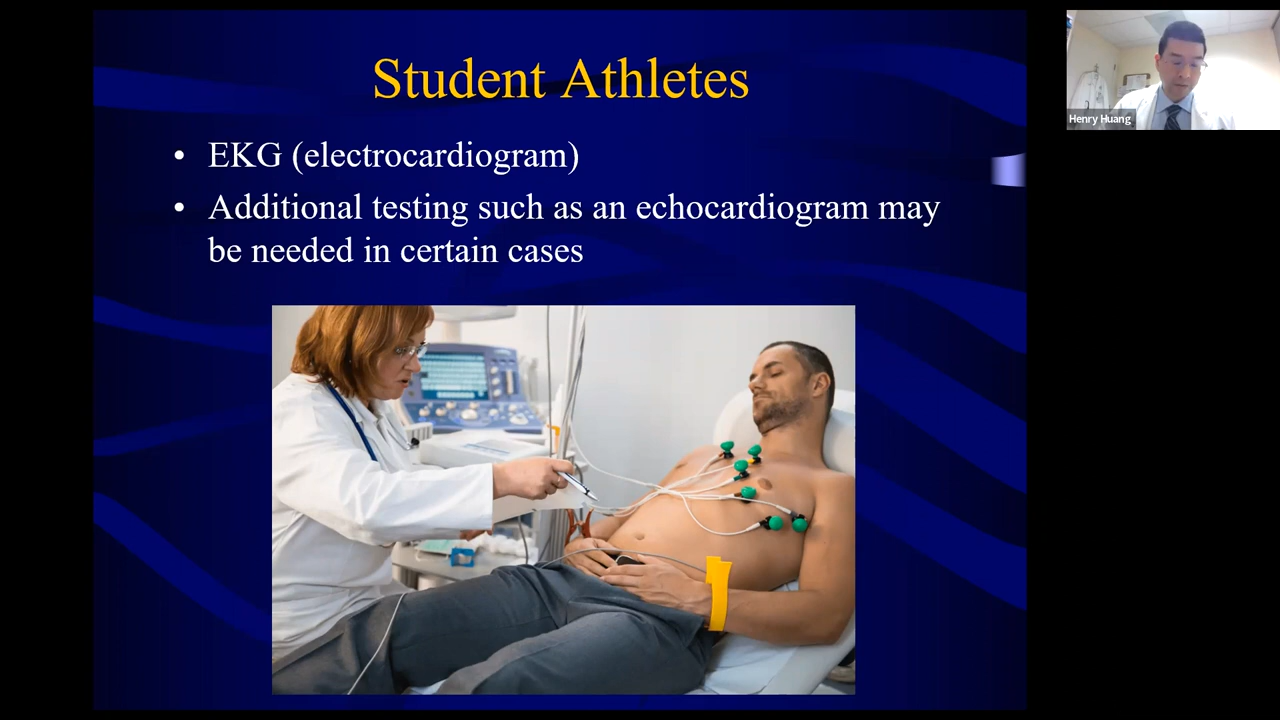 Student Athletes
• EKG (electrocardiogram)
• Additional testing such as an echocardiogram may
be needed in certain cases
Henry Huang